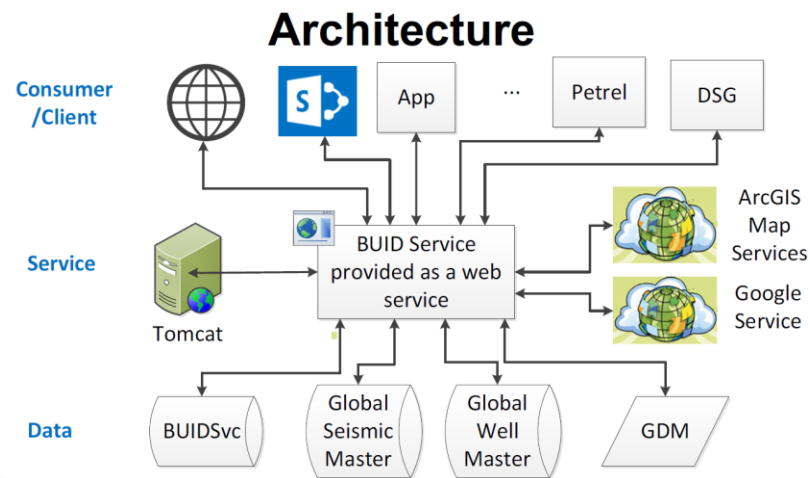 Architecture
Consumer
/Client
S
App
...
Petrel
DSG
Service
Tomcat
BUID Service
provided as a web
service
ArcGIS
Map
Services
Google
Service
Data
BUIDSvc
Global
Seismic
Master
Global
Well
Master
GDM